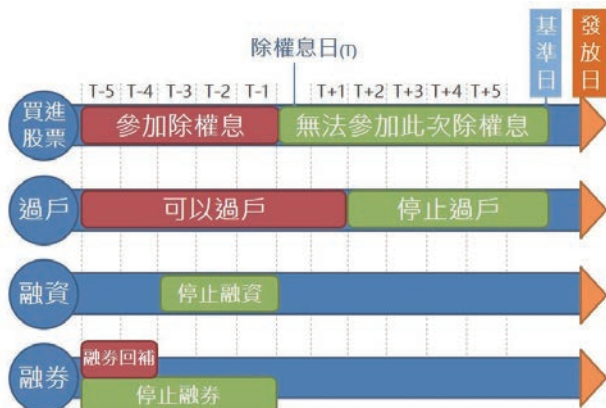 除權息日(T)
基準日
發放日
T-5 T-4 T-3 T-2 T-1 T+1 T+2 T+3 T+4 T+5
買進
股票
參加除權息
無法參加此次除權息
過戶
可以過戶
停止過戶
融資
停止融資
融券
融券回補
停止融券